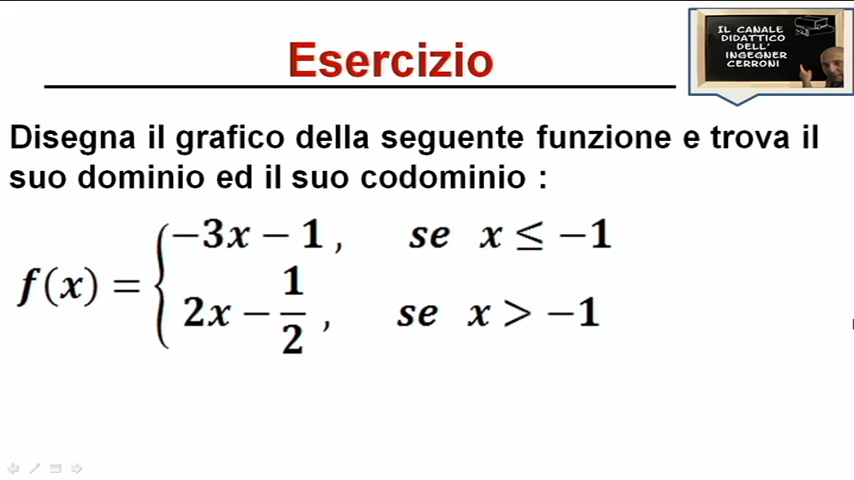 Esercizio
IL CANALE
DIDATTICO
DELL'
INGEGNER
CERRONI
Disegna il grafico della seguente funzione e trova il
suo dominio ed il suo codominio :
f(x) = { −3x − 1 , se x ≤ −1
2x − 1/2 , se x > −1